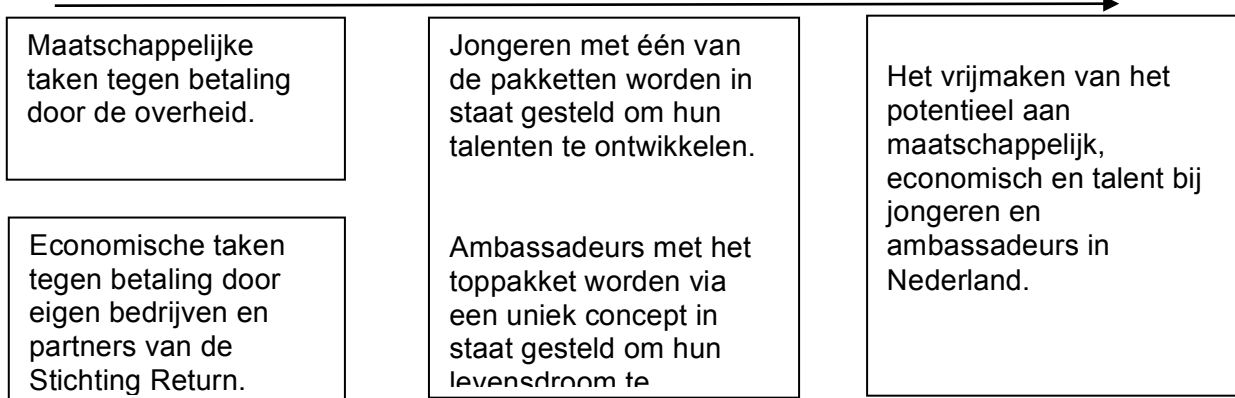 Maatschappelijke
taken tegen betaling
door de overheid.
Economische taken
tegen betaling door
eigen bedrijven en
partners van de
Stichting Return.
Jongeren met één van
de pakketten worden in
staat gesteld om hun
talenten te ontwikkelen.
Ambassadeurs met het
toppakket worden via
een uniek concept in
staat gesteld om hun
levensdroom te
Het vrijmaken van het
potentieel aan
maatschappelijk,
economisch en talent bij
jongeren en
ambassadeurs in
Nederland.